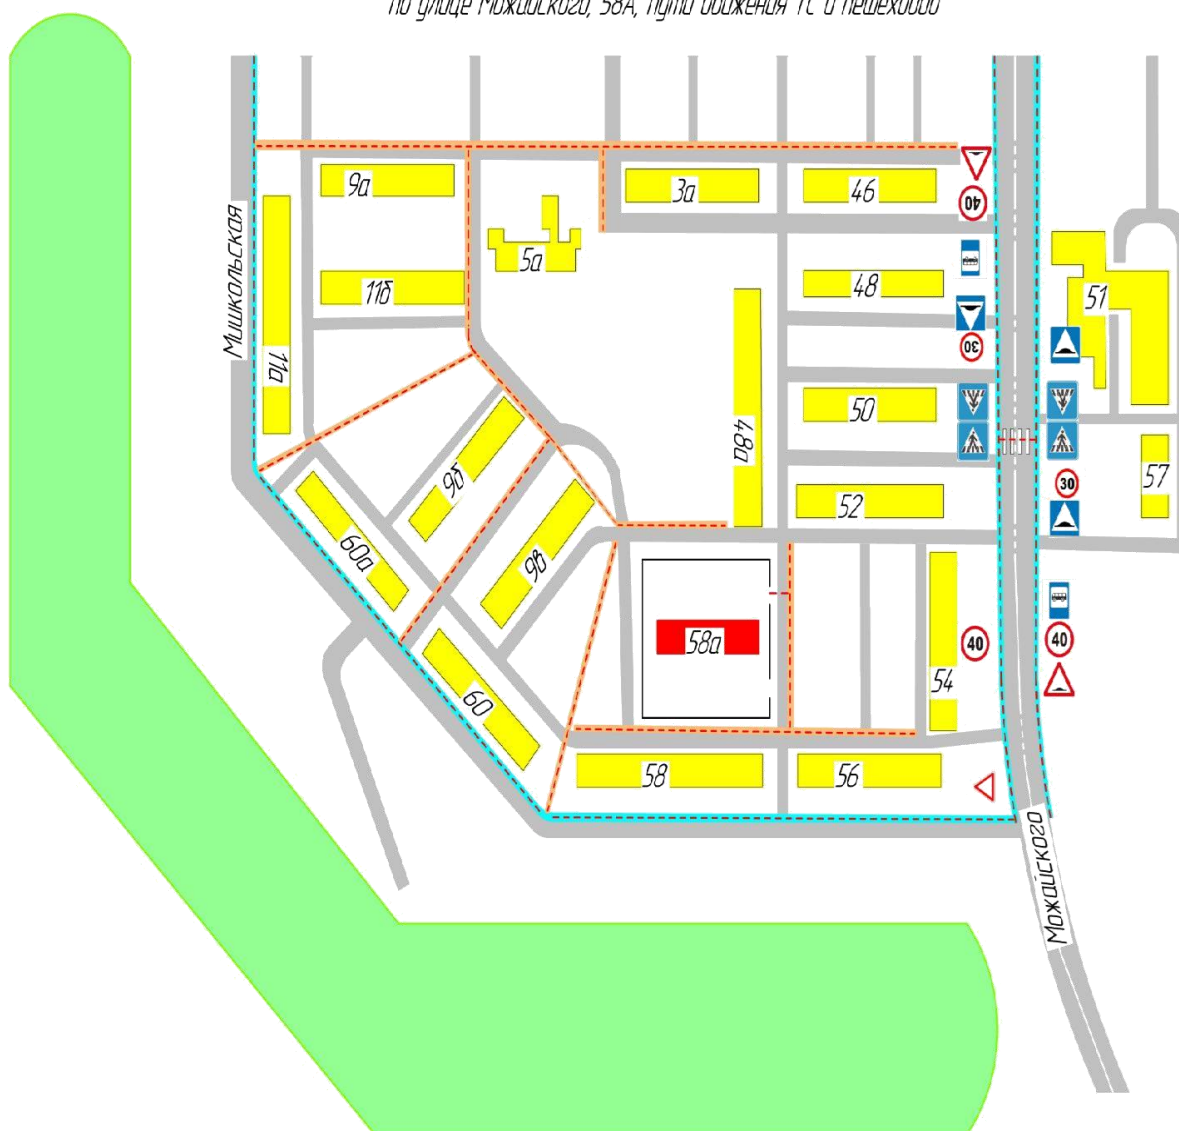 по улице Можайского, 58А, пути движения ТС и пешеходов
9а
3а
46
40
Мишкольская
5а
11б
48
51
30
11а
50
48а
9б
57
30
52
60а
9в
58а
40
40
54
60
58
56
Можайского